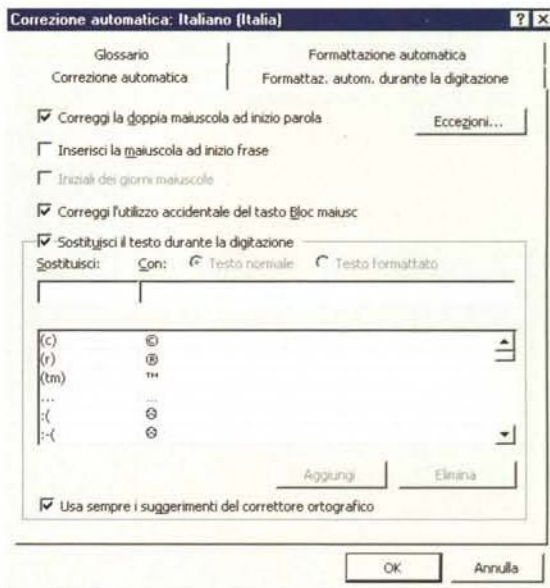 Correzione automatica: Italiano (Italia)
Glossario Formattazione automatica
Correzione automatica Formattaz. autom. durante la digitazione
Correggi la doppia maiuscola ad inizio parola Eccezioni...
Inserisci la maiuscola ad inizio frase
Iniziali dei giorni maiuscole
Correggi l'utilizzo accidentale del tasto Bloc maiusc
Sostituisci il testo durante la digitazione
Sostituisci: Con: Testo normale Testo formattato
(c) ©
(r) ®
(tm) ™
... ...
:( ☹
:-( ☹
Aggiungi Elimina
Usa sempre i suggerimenti del correttore ortografico
OK Annulla